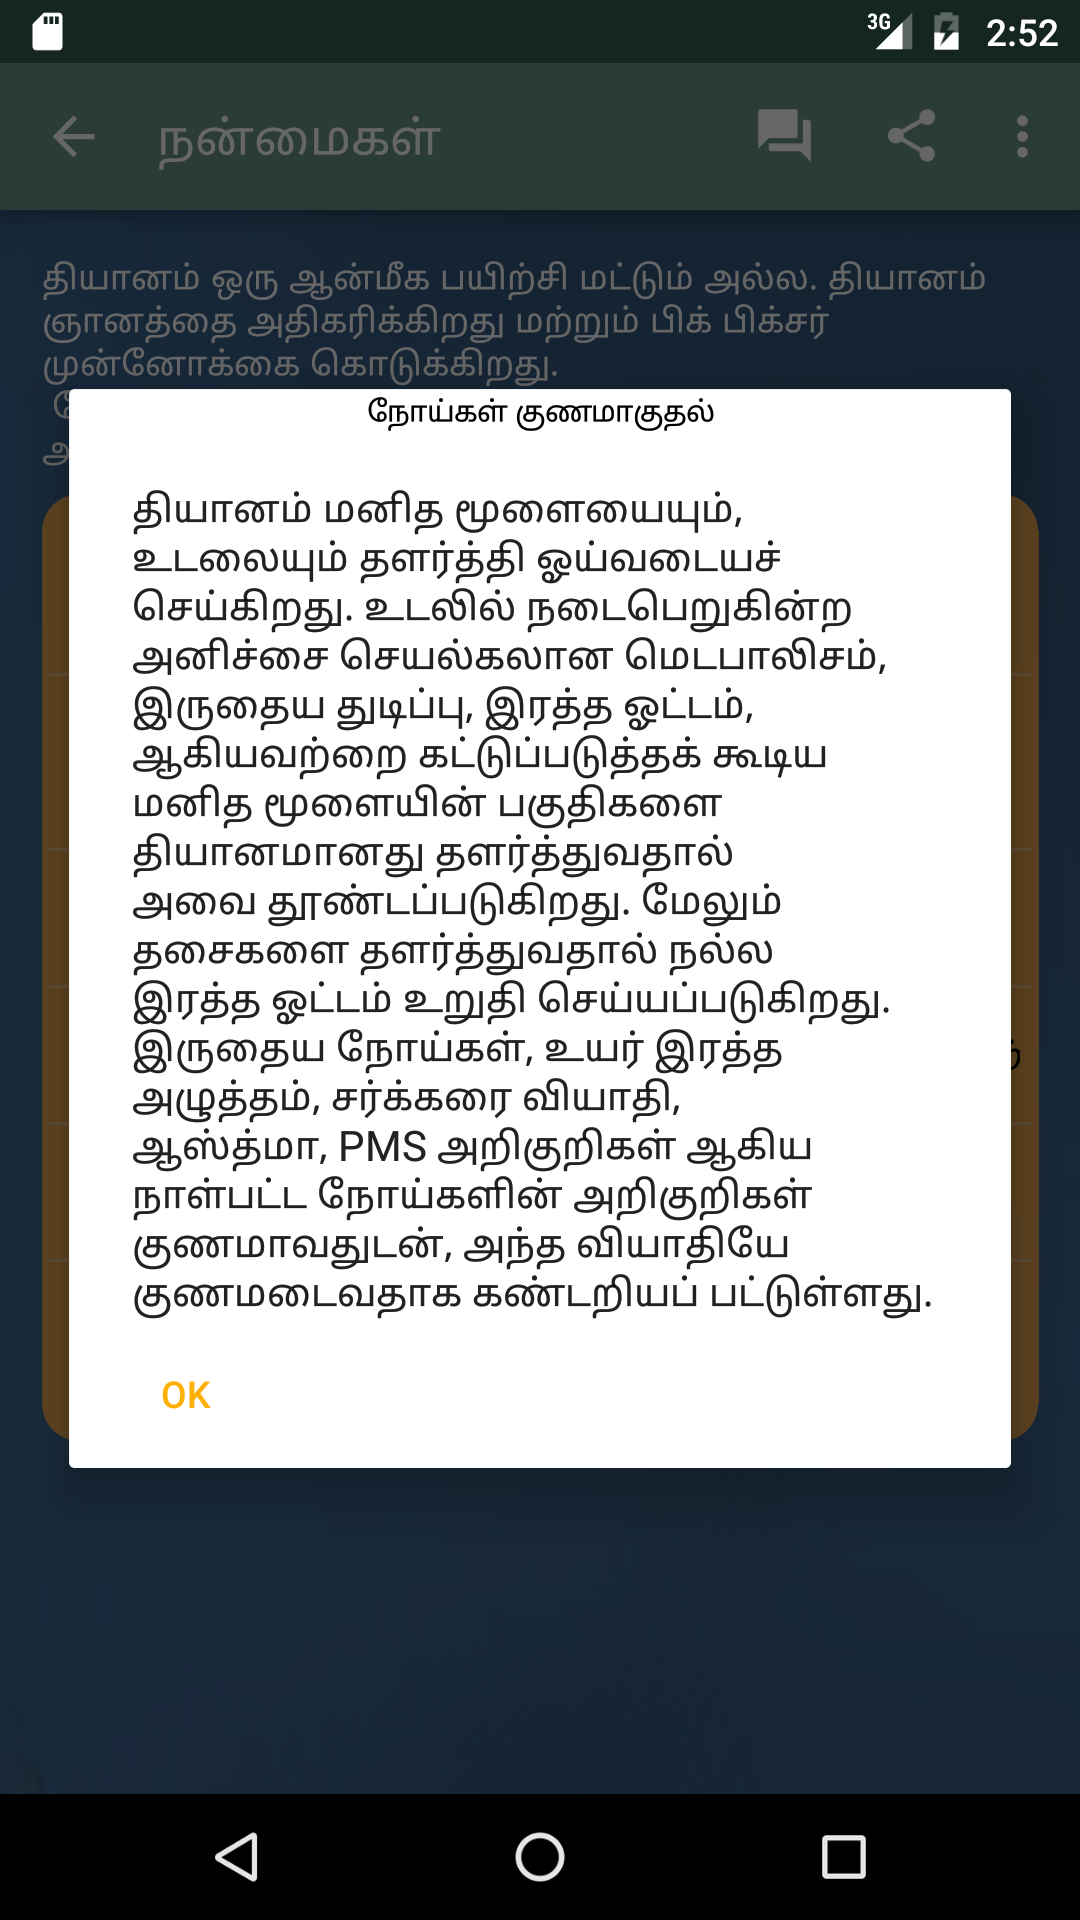 3G 2:52
நன்மைகள்
தியானம் ஒரு ஆன்மீக பயிற்சி மட்டும் அல்ல. தியானம்
ஞானத்தை அதிகரிக்கிறது மற்றும் பிக் பிக்சர்
முன்னோக்கை கொடுக்கிறது.
நோய்கள் குணமாகுதல்
தியானம் மனித மூளையையும்,
உடலையும் தளர்த்தி ஓய்வடையச்
செய்கிறது. உடலில் நடைபெறுகின்ற
அனிச்சை செயல்கலான மெடபாலிசம்,
இருதைய துடிப்பு, இரத்த ஓட்டம்,
ஆகியவற்றை கட்டுப்படுத்தக் கூடிய
மனித மூளையின் பகுதிகளை
தியானமானது தளர்த்துவதால்
அவை தூண்டப்படுகிறது. மேலும்
தசைகளை தளர்த்துவதால் நல்ல
இரத்த ஓட்டம் உறுதி செய்யப்படுகிறது.
இருதைய நோய்கள், உயர் இரத்த
அழுத்தம், சர்க்கரை வியாதி,
ஆஸ்த்மா, PMS அறிகுறிகள் ஆகிய
நாள்பட்ட நோய்களின் அறிகுறிகள்
குணமாவதுடன், அந்த வியாதியே
குணமடைவதாக கண்டறியப் பட்டுள்ளது.
OK